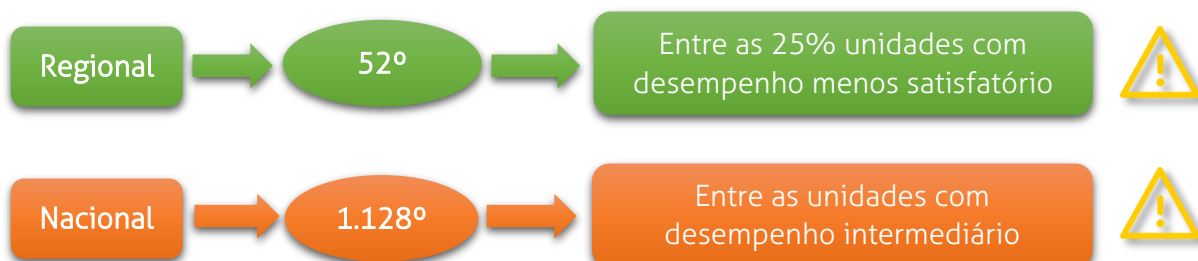 Regional
52º
Entre as 25% unidades com
desempenho menos satisfatório
Nacional
1.128º
Entre as unidades com
desempenho intermediário